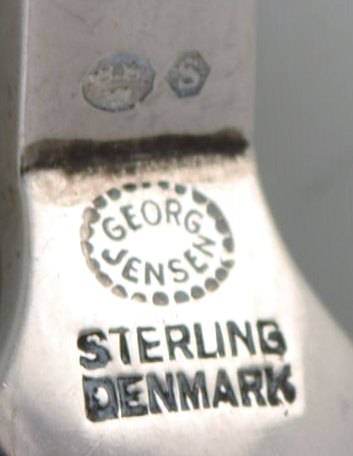 S
GEORG
JENSEN
STERLING
DENMARK